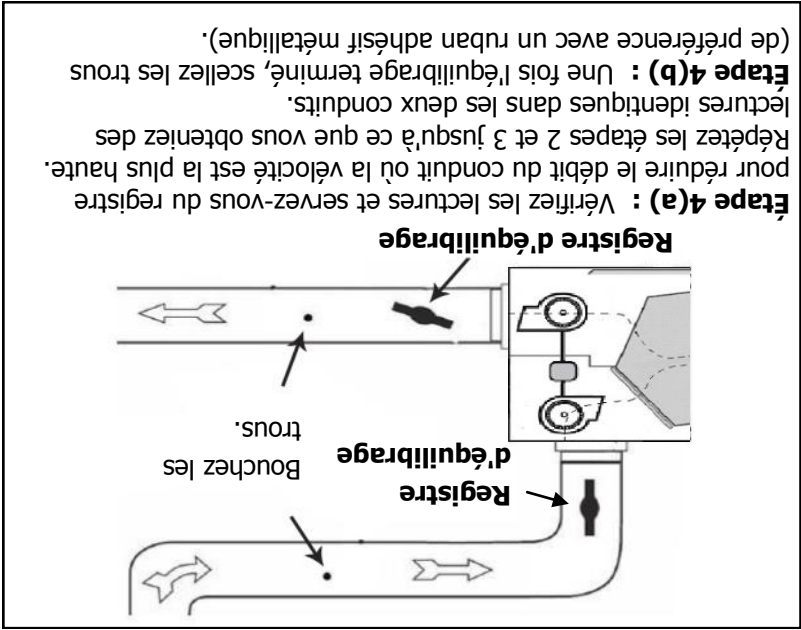 Registre
d'équilibrage
Bouchez les
trous.
Registre d'équilibrage
Étape 4(a) : Vérifiez les lectures et servez-vous du registre
pour réduire le débit du conduit où la vélocité est la plus haute.
Répétez les étapes 2 et 3 jusqu'à ce que vous obteniez des
lectures identiques dans les deux conduits.
Étape 4(b) : Une fois l'équilibrage terminé, scellez les trous
(de préférence avec un ruban adhésif métallique).